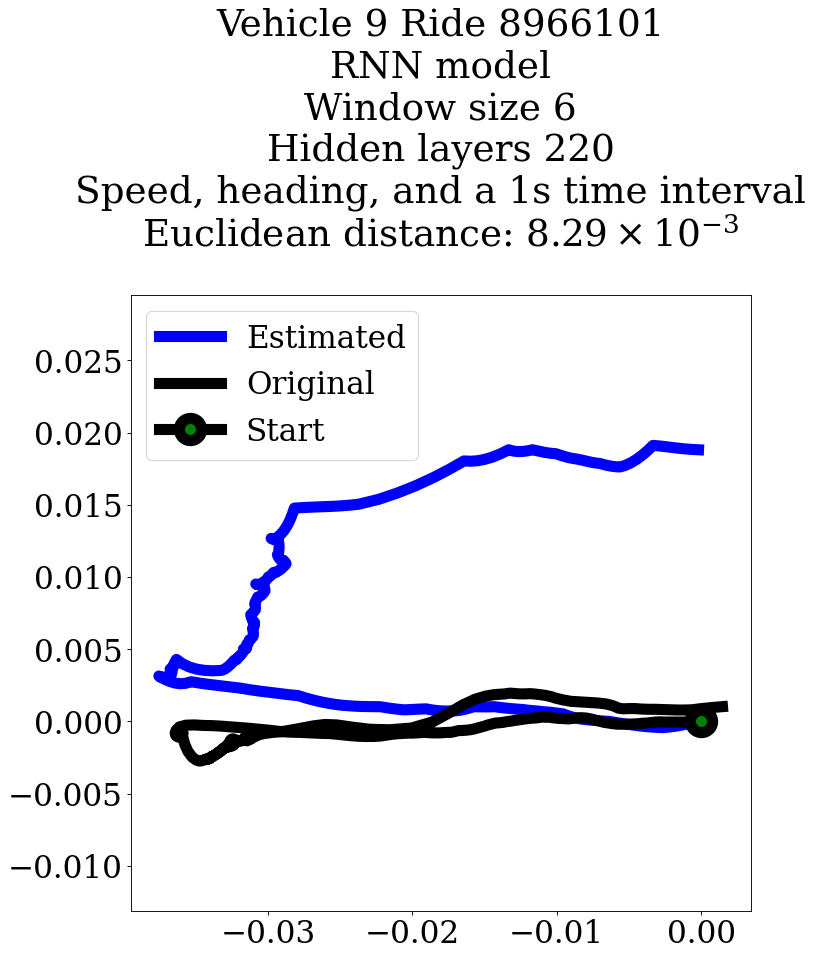 Vehicle 9 Ride 8966101
RNN model
Window size 6
Hidden layers 220
Speed, heading, and a 1s time interval
Euclidean distance: 8.29 × 10⁻³
Estimated
Original
Start
0.025
0.020
0.015
0.010
0.005
0.000
−0.005
−0.010
−0.03 −0.02 −0.01 0.00